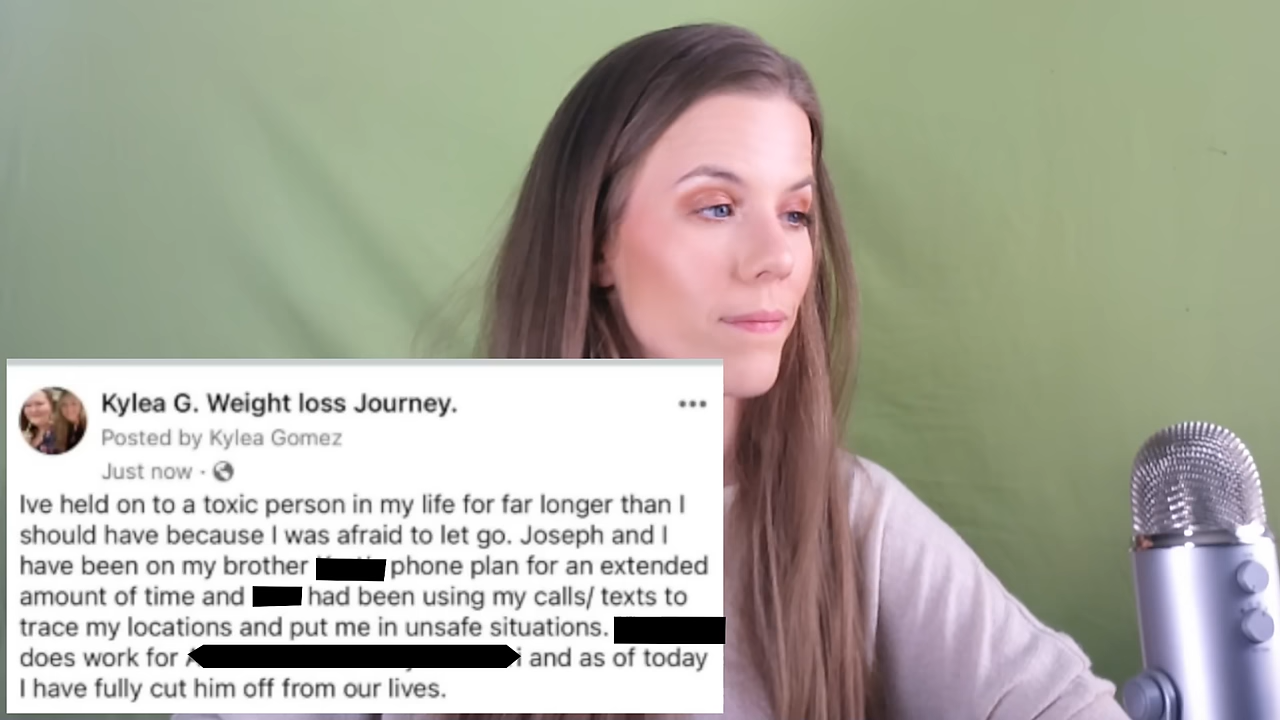 Kylea G. Weight loss Journey.
Posted by Kylea Gomez
Just now ·
Ive held on to a toxic person in my life for far longer than I
should have because I was afraid to let go. Joseph and I
have been on my brother phone plan for an extended
amount of time and had been using my calls/ texts to
trace my locations and put me in unsafe situations.
does work for and as of today
I have fully cut him off from our lives.